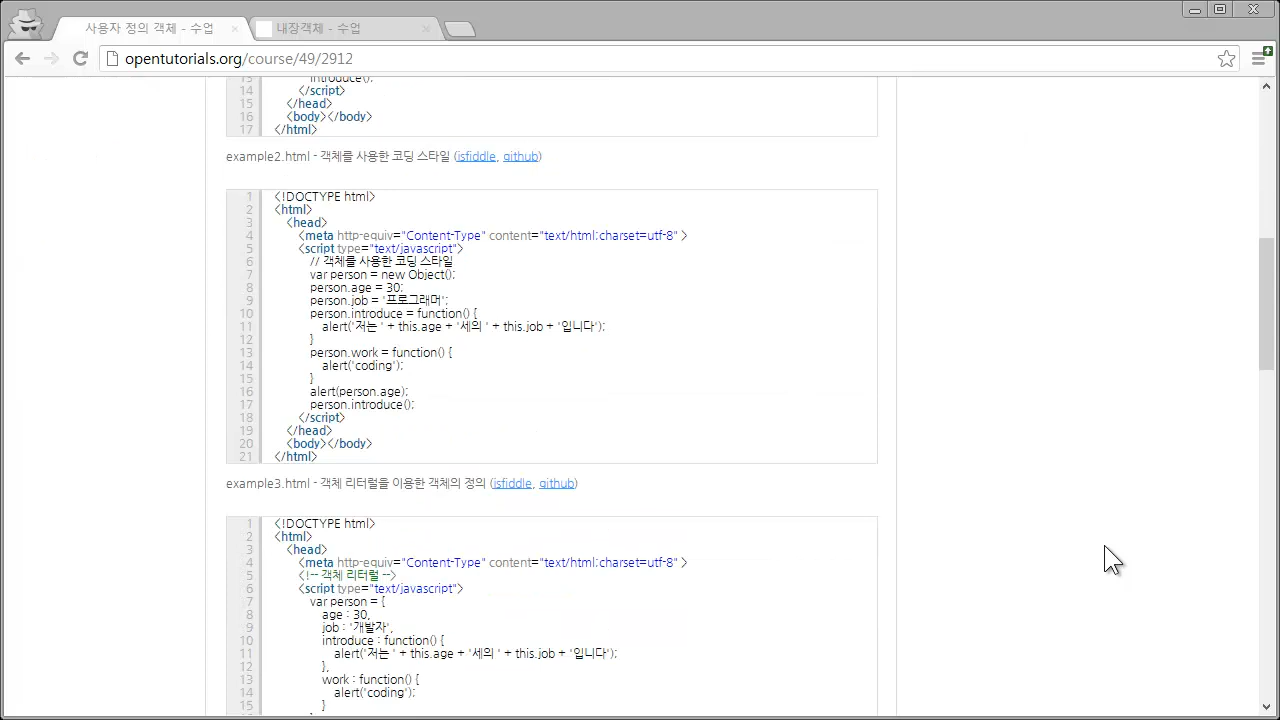 사용자 정의 객체 - 수업
내장객체 - 수업
opentutorials.org/course/49/2912
13 introduce();
14 </script>
15 </head>
16 <body></body>
17 </html>
example2.html - 객체를 사용한 코딩 스타일 (jsfiddle, github)
1 <!DOCTYPE html>
2 <html>
3 <head>
4 <meta http-equiv="Content-Type" content="text/html;charset=utf-8" >
5 <script type="text/javascript">
6 // 객체를 사용한 코딩 스타일
7 var person = new Object();
8 person.age = 30;
9 person.job = '프로그래머';
10 person.introduce = function() {
11 alert('저는 ' + this.age + '세의 ' + this.job + '입니다');
12 }
13 person.work = function() {
14 alert('coding');
15 }
16 alert(person.age);
17 person.introduce();
18 </script>
19 </head>
20 <body></body>
21 </html>
example3.html - 객체 리터럴을 이용한 객체의 정의 (jsfiddle, github)
1 <!DOCTYPE html>
2 <html>
3 <head>
4 <meta http-equiv="Content-Type" content="text/html;charset=utf-8" >
5 <!-- 객체 리터럴 -->
6 <script type="text/javascript">
7 var person = {
8 age : 30,
9 job : '개발자',
10 introduce : function() {
11 alert('저는 ' + this.age + '세의 ' + this.job + '입니다');
12 },
13 work : function() {
14 alert('coding');
15 }